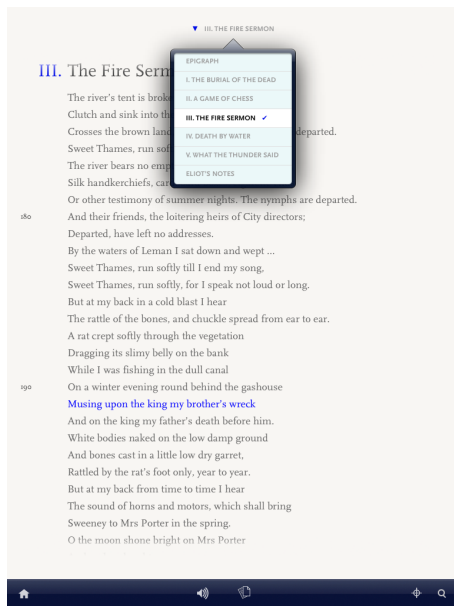 III. THE FIRE SERMON
EPIGRAPH
I. THE BURIAL OF THE DEAD
II. A GAME OF CHESS
III. THE FIRE SERMON
IV. DEATH BY WATER
V. WHAT THE THUNDER SAID
ELIOT'S NOTES
III. The Fire Serm
The river's tent is brok
Clutch and sink into th
Crosses the brown lan departed.
Sweet Thames, run sof
The river bears no emp
Silk handkerchiefs, car
Or other testimony of summer nights. The nymphs are departed.
180 And their friends, the loitering heirs of City directors;
Departed, have left no addresses.
By the waters of Leman I sat down and wept ...
Sweet Thames, run softly till I end my song,
Sweet Thames, run softly, for I speak not loud or long.
But at my back in a cold blast I hear
The rattle of the bones, and chuckle spread from ear to ear.
A rat crept softly through the vegetation
Dragging its slimy belly on the bank
While I was fishing in the dull canal
190 On a winter evening round behind the gashouse
Musing upon the king my brother's wreck
And on the king my father's death before him.
White bodies naked on the low damp ground
And bones cast in a little low dry garret,
Rattled by the rat's foot only, year to year.
But at my back from time to time I hear
The sound of horns and motors, which shall bring
Sweeney to Mrs Porter in the spring.
O the moon shone bright on Mrs Porter